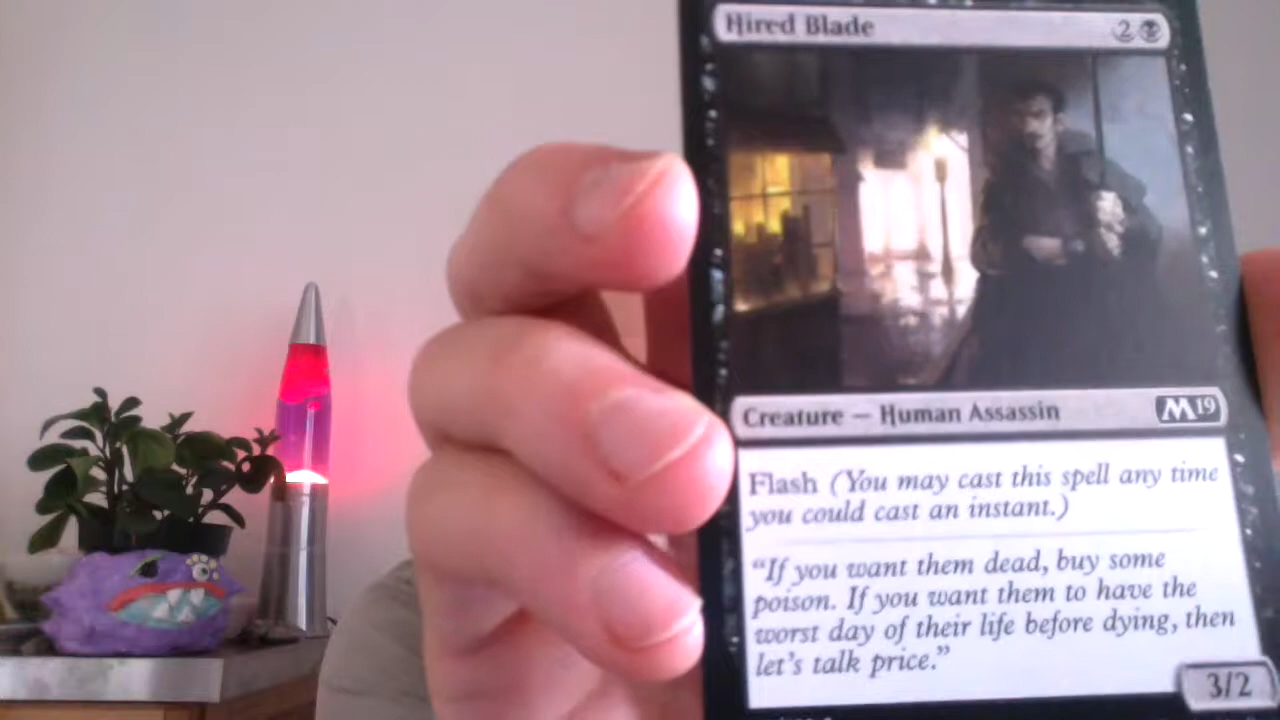 Hired Blade 2
Creature — Human Assassin M19
Flash (You may cast this spell any time
you could cast an instant.)
“If you want them dead, buy some
poison. If you want them to have the
worst day of their life before dying, then
let’s talk price.”
3/2